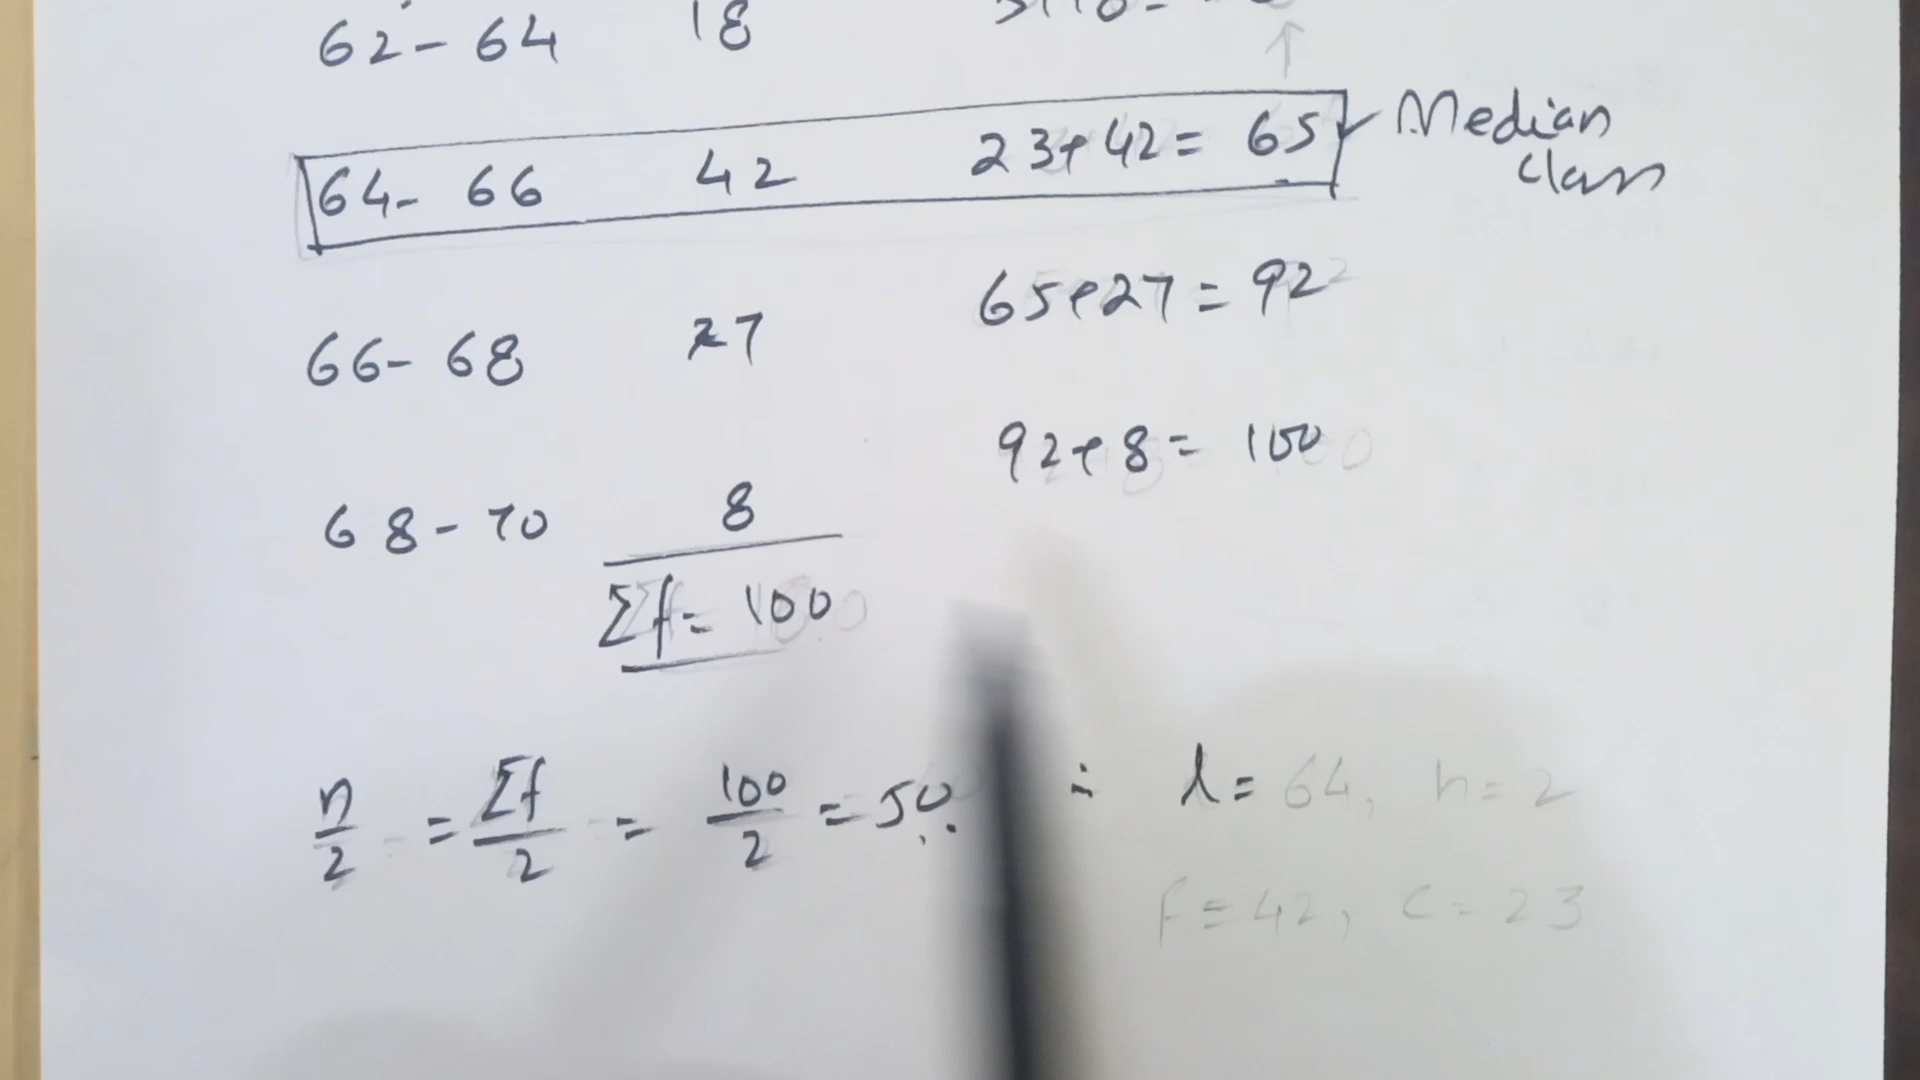 62-64 18
64-66 42 23+42= 65 Median class
66-68 27 65+27=92
68-70 8 92+8= 100
Σf= 100
n/2 = Σf/2 = 100/2 = 50 ∴ l= 64, h=2
f=42, c=23